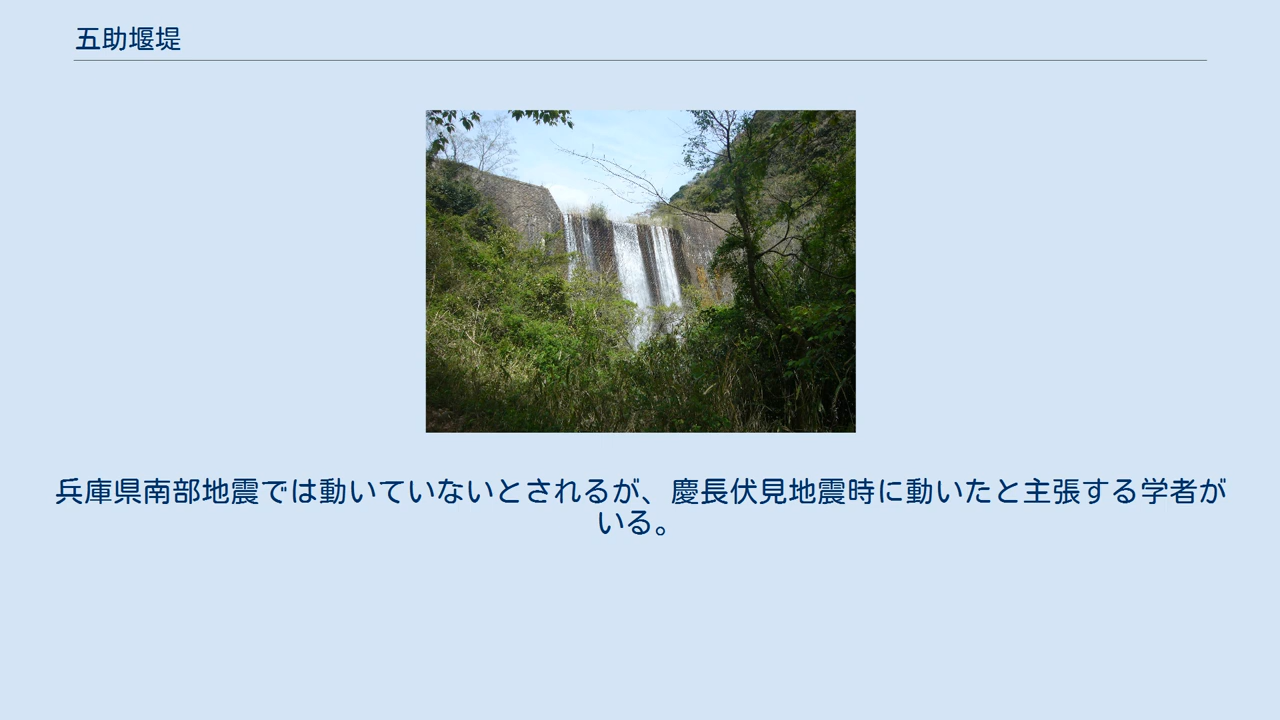 五助堰堤
兵庫県南部地震では動いていないとされるが、慶長伏見地震時に動いたと主張する学者が
いる。